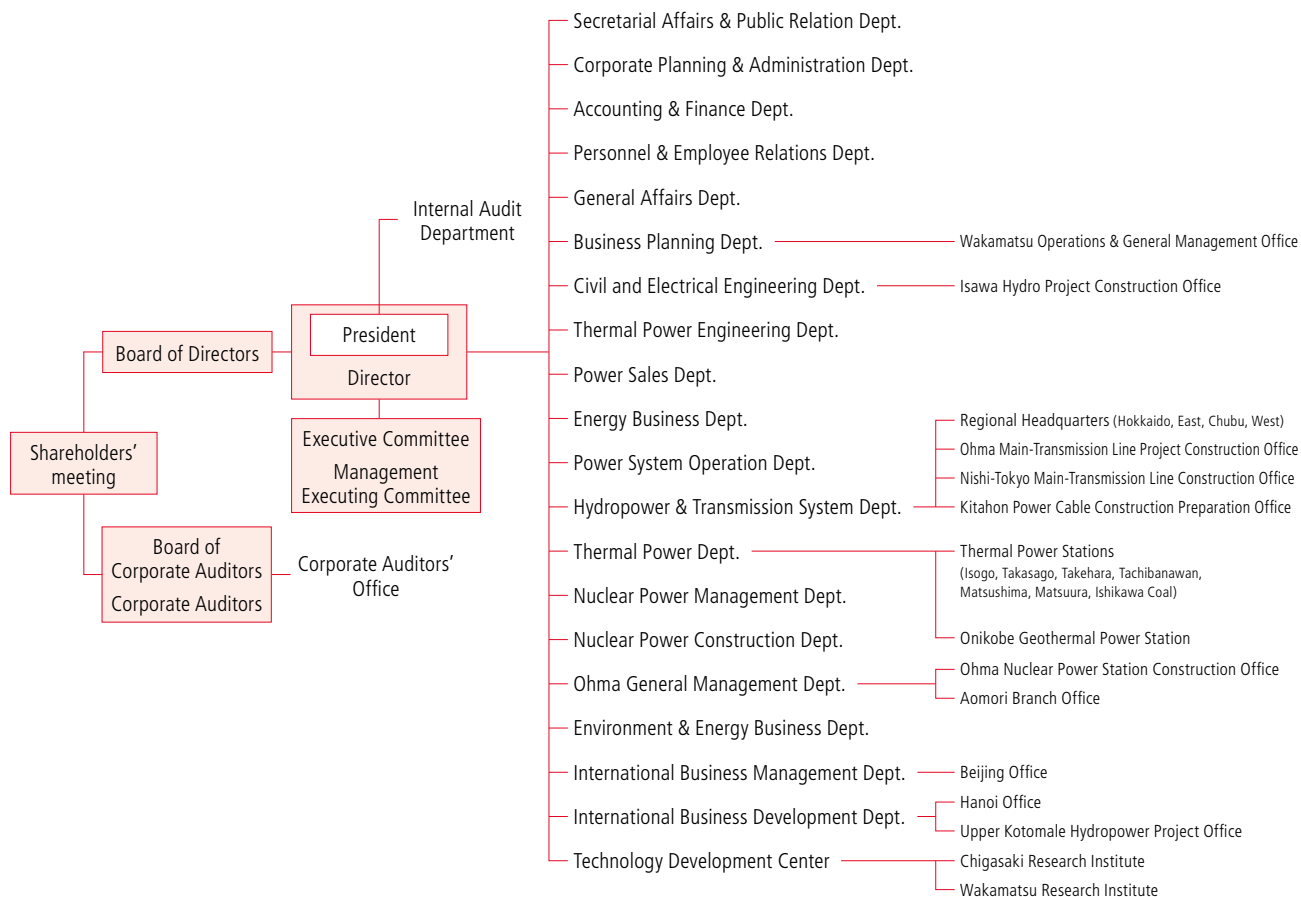 Shareholders'
meeting
Board of Directors
Board of
Corporate Auditors
Corporate Auditors
Corporate Auditors'
Office
President
Director
Executive Committee
Management
Executing Committee
Internal Audit
Department
Secretarial Affairs & Public Relation Dept.
Corporate Planning & Administration Dept.
Accounting & Finance Dept.
Personnel & Employee Relations Dept.
General Affairs Dept.
Business Planning Dept.
Wakamatsu Operations & General Management Office
Civil and Electrical Engineering Dept.
Isawa Hydro Project Construction Office
Thermal Power Engineering Dept.
Power Sales Dept.
Energy Business Dept.
Power System Operation Dept.
Hydropower & Transmission System Dept.
Regional Headquarters (Hokkaido, East, Chubu, West)
Ohma Main-Transmission Line Project Construction Office
Nishi-Tokyo Main-Transmission Line Construction Office
Kitahon Power Cable Construction Preparation Office
Thermal Power Dept.
Thermal Power Stations
(Isogo, Takasago, Takehara, Tachibanawan,
Matsushima, Matsuura, Ishikawa Coal)
Onikobe Geothermal Power Station
Nuclear Power Management Dept.
Nuclear Power Construction Dept.
Ohma General Management Dept.
Ohma Nuclear Power Station Construction Office
Aomori Branch Office
Environment & Energy Business Dept.
International Business Management Dept.
Beijing Office
International Business Development Dept.
Hanoi Office
Upper Kotomale Hydropower Project Office
Technology Development Center
Chigasaki Research Institute
Wakamatsu Research Institute